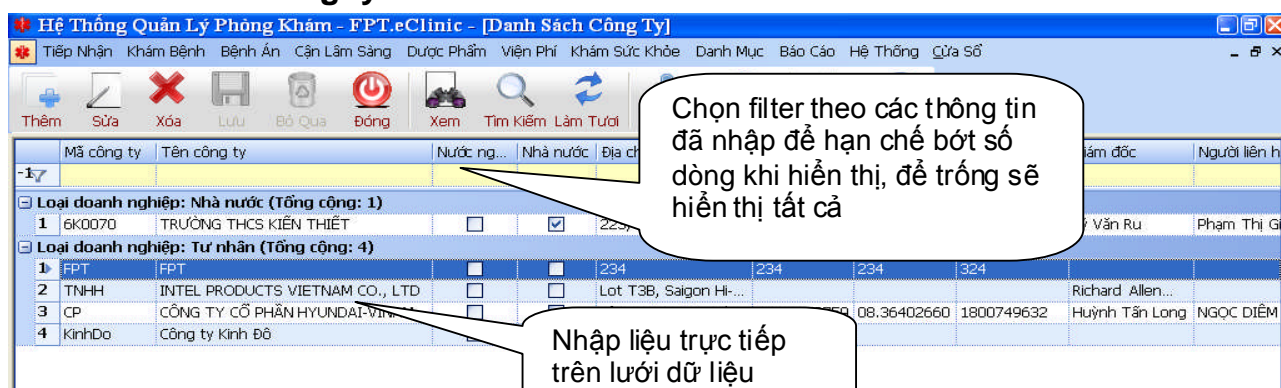 Hệ Thống Quản Lý Phòng Khám - FPT.eClinic - [Danh Sách Công Ty]
Tiếp Nhận Khám Bệnh Bệnh Án Cận Lâm Sàng Dược Phẩm Viện Phí Khám Sức Khỏe Danh Mục Báo Cáo Hệ Thống Cửa Sổ
Thêm Sửa Xóa Lưu Bỏ Qua Đóng Xem Tìm Kiếm Làm Tươi
Chọn filter theo các thông tin
đã nhập để hạn chế bớt số
dòng khi hiển thị, để trống sẽ
hiển thị tất cả
Mã công ty Tên công ty Nước ng... Nhà nước Địa ch iám đốc Người liên h
-1
Loại doanh nghiệp: Nhà nước (Tổng cộng: 1)
1 6K0070 TRƯỜNG THCS KIẾN THIẾT 223, Văn Ru Phạm Thị Gi
Loại doanh nghiệp: Tư nhân (Tổng cộng: 4)
1 FPT FPT 234 234 234 324
2 TNHH INTEL PRODUCTS VIETNAM CO., LTD Lot T3B, Saigon Hi-... Richard Allen...
3 CP CÔNG TY CỔ PHẦN HYUNDAI- 08.36402660 1800749632 Huỳnh Tấn Long NGỌC DIỄM
4 KinhDo Công ty Kinh Đô
Nhập liệu trực tiếp
trên lưới dữ liệu